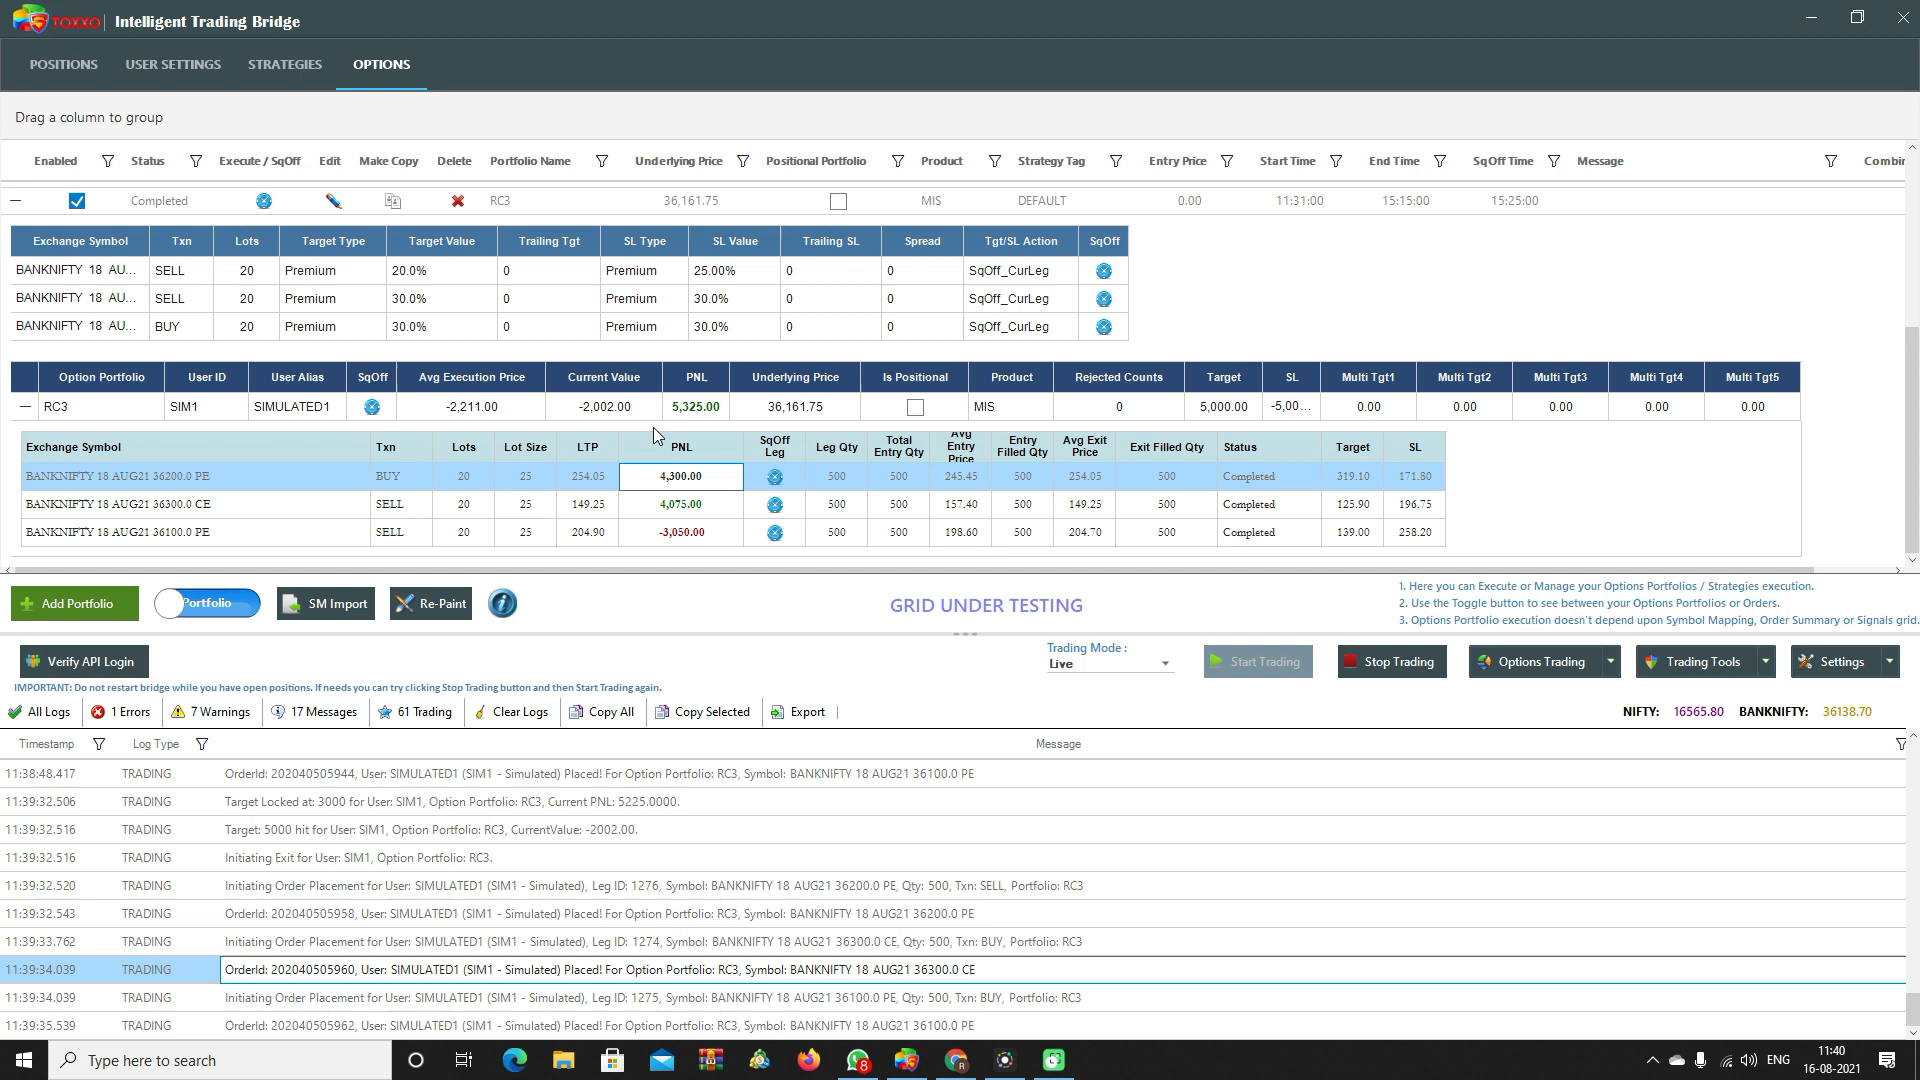 TOXXO Intelligent Trading Bridge
POSITIONS USER SETTINGS STRATEGIES OPTIONS
Drag a column to group
Enabled Status Execute / SqOff Edit Make Copy Delete Portfolio Name Underlying Price Positional Portfolio Product Strategy Tag Entry Price Start Time End Time SqOff Time Message Combin
Completed RC3 36,161.75 MIS DEFAULT 0.00 11:31:00 15:15:00 15:25:00
Exchange Symbol Txn Lots Target Type Target Value Trailing Tgt SL Type SL Value Trailing SL Spread Tgt/SL Action SqOff
BANKNIFTY 18 AU... SELL 20 Premium 20.0% 0 Premium 25.00% 0 0 SqOff_CurLeg
BANKNIFTY 18 AU... SELL 20 Premium 30.0% 0 Premium 30.0% 0 0 SqOff_CurLeg
BANKNIFTY 18 AU... BUY 20 Premium 30.0% 0 Premium 30.0% 0 0 SqOff_CurLeg
Option Portfolio User ID User Alias SqOff Avg Execution Price Current Value PNL Underlying Price Is Positional Product Rejected Counts Target SL Multi Tgt1 Multi Tgt2 Multi Tgt3 Multi Tgt4 Multi Tgt5
RC3 SIM1 SIMULATED1 -2,211.00 -2,002.00 5,325.00 36,161.75 MIS 0 5,000.00 -5,00... 0.00 0.00 0.00 0.00 0.00
Exchange Symbol Txn Lots Lot Size LTP PNL SqOff Leg Leg Qty Total Entry Qty Avg Entry Price Entry Filled Qty Avg Exit Price Exit Filled Qty Status Target SL
BANKNIFTY 18 AUG21 36200.0 PE BUY 20 25 254.05 4,300.00 500 500 245.45 500 254.05 500 Completed 319.10 171.80
BANKNIFTY 18 AUG21 36300.0 CE SELL 20 25 149.25 4,075.00 500 500 157.40 500 149.25 500 Completed 125.90 196.75
BANKNIFTY 18 AUG21 36100.0 PE SELL 20 25 204.90 -3,050.00 500 500 198.60 500 204.70 500 Completed 139.00 258.20
Add Portfolio Portfolio SM Import Re-Paint GRID UNDER TESTING
1. Here you can Execute or Manage your Options Portfolios / Strategies execution.
2. Use the Toggle button to see between your Options Portfolios or Orders.
3. Options Portfolio execution doesn't depend upon Symbol Mapping, Order Summary or Signals grid.
Verify API Login Trading Mode : Live Start Trading Stop Trading Options Trading Trading Tools Settings
IMPORTANT: Do not restart bridge while you have open positions. If needs you can try clicking Stop Trading button and then Start Trading again.
All Logs 1 Errors 7 Warnings 17 Messages 61 Trading Clear Logs Copy All Copy Selected Export NIFTY: 16565.80 BANKNIFTY: 36138.70
Timestamp Log Type Message
11:38:48.417 TRADING OrderId: 202040505944, User: SIMULATED1 (SIM1 - Simulated) Placed! For Option Portfolio: RC3, Symbol: BANKNIFTY 18 AUG21 36100.0 PE
11:39:32.506 TRADING Target Locked at: 3000 for User: SIM1, Option Portfolio: RC3, Current PNL: 5225.0000.
11:39:32.516 TRADING Target: 5000 hit for User: SIM1, Option Portfolio: RC3, CurrentValue: -2002.00.
11:39:32.516 TRADING Initiating Exit for User: SIM1, Option Portfolio: RC3.
11:39:32.520 TRADING Initiating Order Placement for User: SIMULATED1 (SIM1 - Simulated), Leg ID: 1276, Symbol: BANKNIFTY 18 AUG21 36200.0 PE, Qty: 500, Txn: SELL, Portfolio: RC3
11:39:32.543 TRADING OrderId: 202040505958, User: SIMULATED1 (SIM1 - Simulated) Placed! For Option Portfolio: RC3, Symbol: BANKNIFTY 18 AUG21 36200.0 PE
11:39:33.762 TRADING Initiating Order Placement for User: SIMULATED1 (SIM1 - Simulated), Leg ID: 1274, Symbol: BANKNIFTY 18 AUG21 36300.0 CE, Qty: 500, Txn: BUY, Portfolio: RC3
11:39:34.039 TRADING OrderId: 202040505960, User: SIMULATED1 (SIM1 - Simulated) Placed! For Option Portfolio: RC3, Symbol: BANKNIFTY 18 AUG21 36300.0 CE
11:39:34.039 TRADING Initiating Order Placement for User: SIMULATED1 (SIM1 - Simulated), Leg ID: 1275, Symbol: BANKNIFTY 18 AUG21 36100.0 PE, Qty: 500, Txn: BUY, Portfolio: RC3
11:39:35.539 TRADING OrderId: 202040505962, User: SIMULATED1 (SIM1 - Simulated) Placed! For Option Portfolio: RC3, Symbol: BANKNIFTY 18 AUG21 36100.0 PE
Type here to search 8 R ENG 11:40
16-08-2021